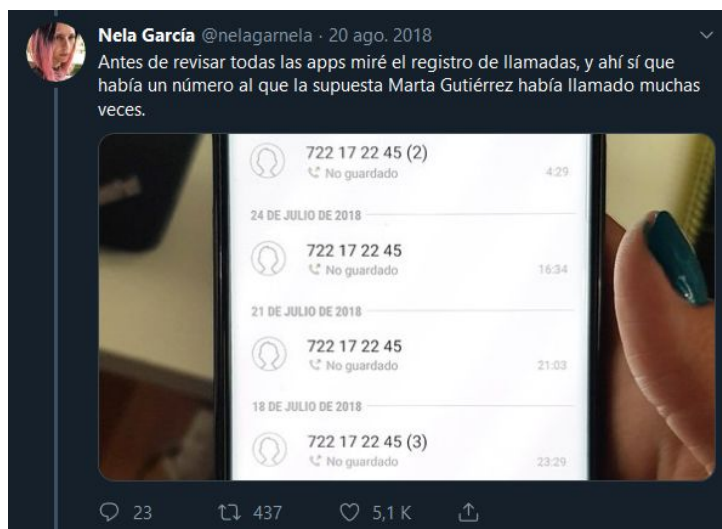 Nela García @nelagarnela · 20 ago. 2018
Antes de revisar todas las apps miré el registro de llamadas, y ahí sí que
había un número al que la supuesta Marta Gutiérrez había llamado muchas
veces.
722 17 22 45 (2)
No guardado 4:29
24 DE JULIO DE 2018
722 17 22 45
No guardado 16:34
21 DE JULIO DE 2018
722 17 22 45
No guardado 21:03
18 DE JULIO DE 2018
722 17 22 45 (3)
No guardado 23:29
23 437 5,1 K